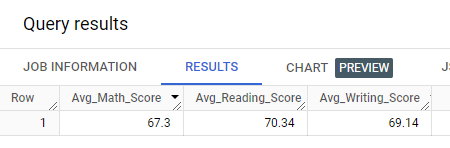 Query results
JOB INFORMATION RESULTS CHART PREVIEW
Row Avg_Math_Score Avg_Reading_Score Avg_Writing_Score
1 67.3 70.34 69.14